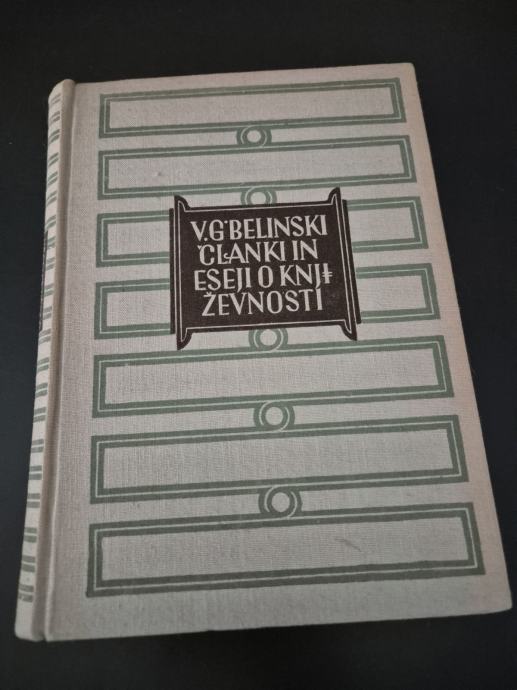 V.G. BELINSKI
ČLANKI IN
ESEJI O KNJI-
ŽEVNOSTI